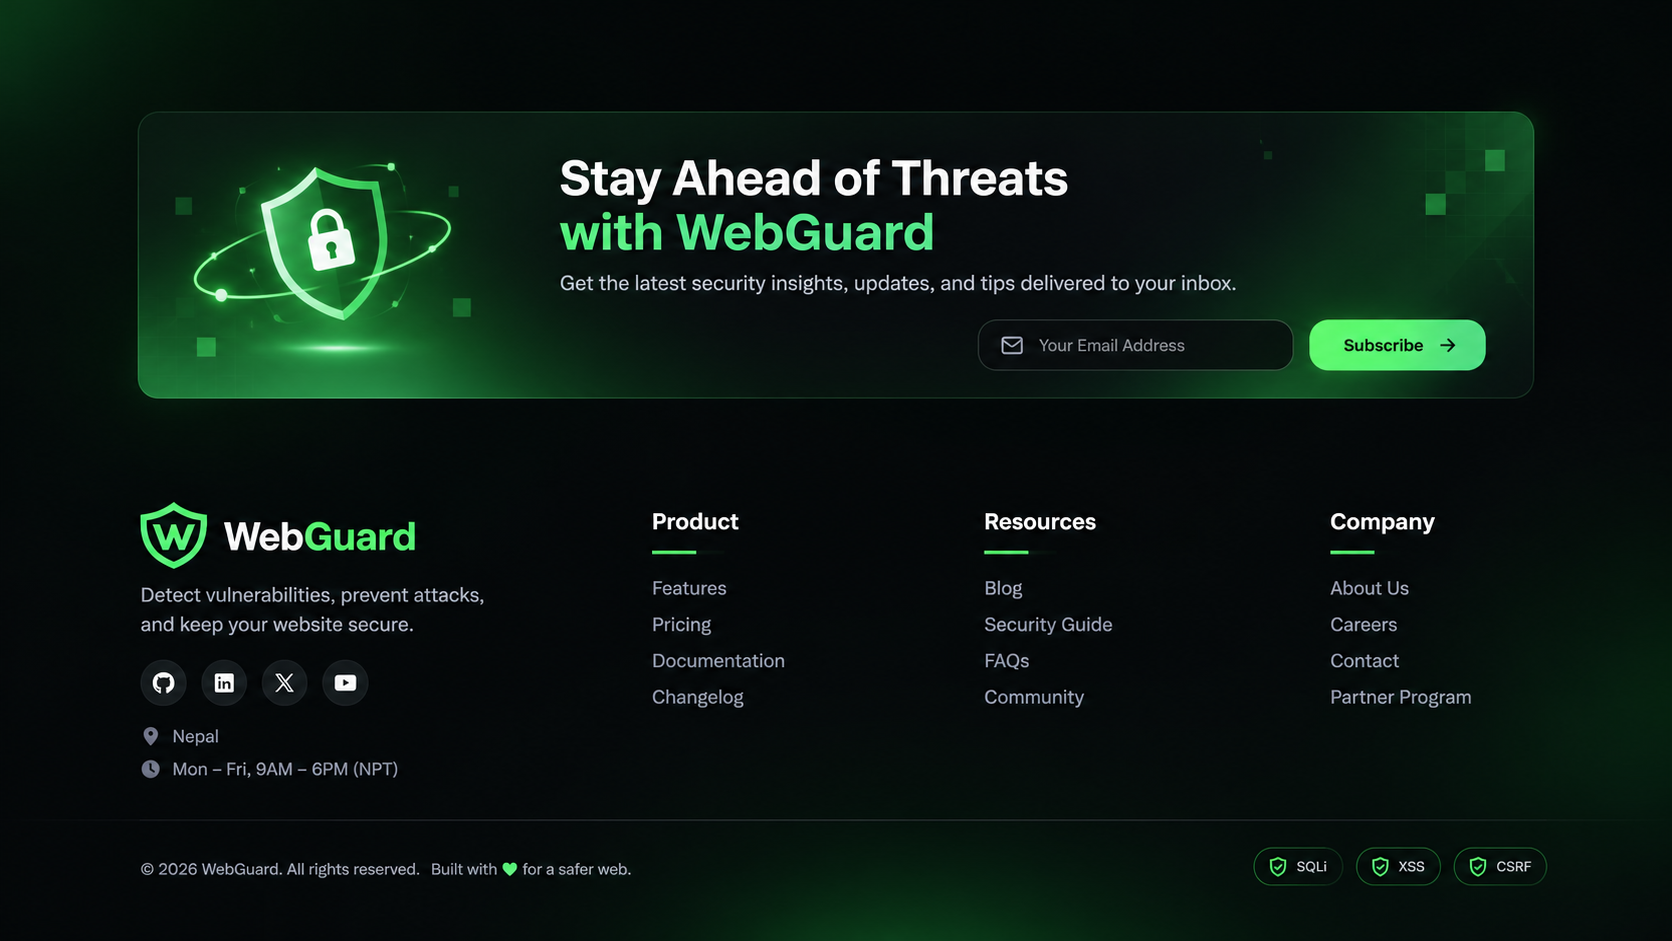 Stay Ahead of Threats
with WebGuard
Get the latest security insights, updates, and tips delivered to your inbox.
Your Email Address
Subscribe
W
WebGuard
Detect vulnerabilities, prevent attacks,
and keep your website secure.
in
X
Nepal
Mon – Fri, 9AM – 6PM (NPT)
Product
Features
Pricing
Documentation
Changelog
Resources
Blog
Security Guide
FAQs
Community
Company
About Us
Careers
Contact
Partner Program
© 2026 WebGuard. All rights reserved. Built with 💚 for a safer web.
SQLi
XSS
CSRF